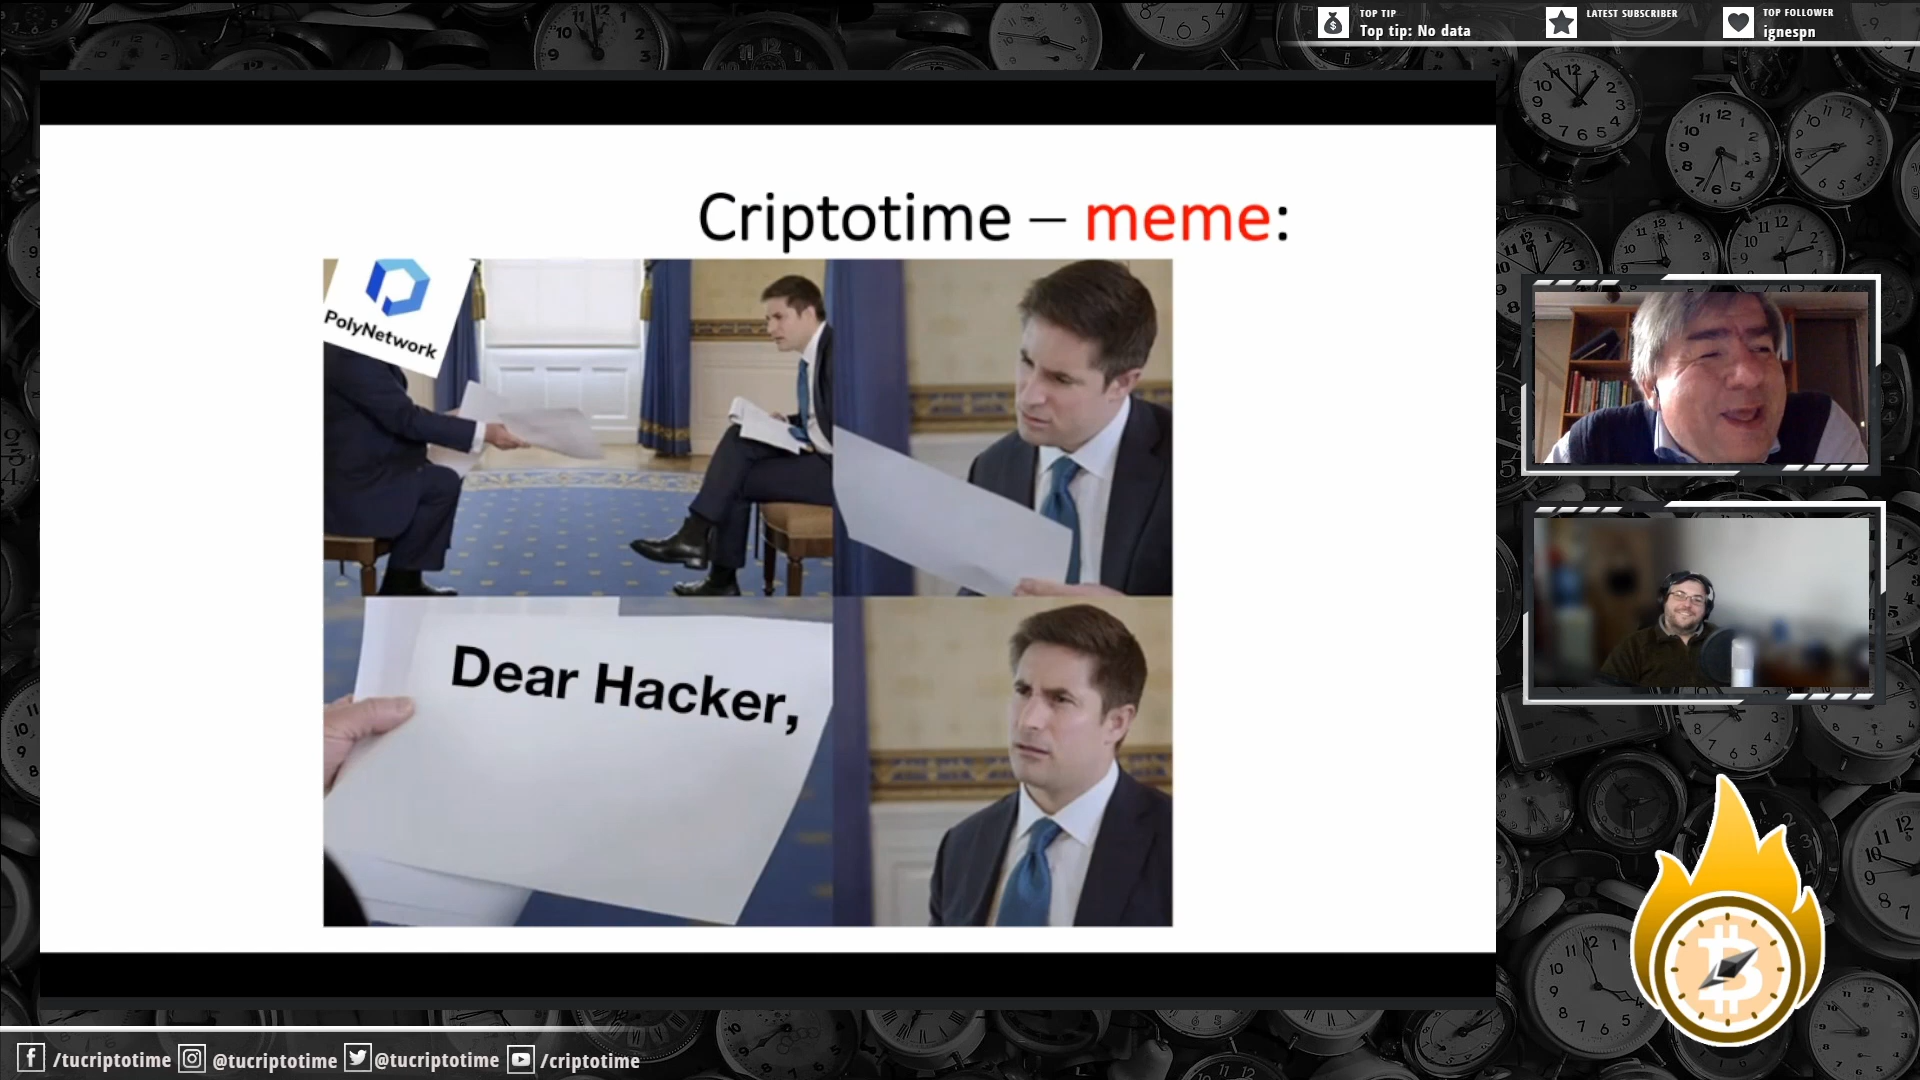 TOP TIP
Top tip: No data
LATEST SUBSCRIBER
TOP FOLLOWER
ignespn
Criptotime – meme:
PolyNetwork
Dear Hacker,
/tucriptotime
@tucriptotime
@tucriptotime
/criptotime